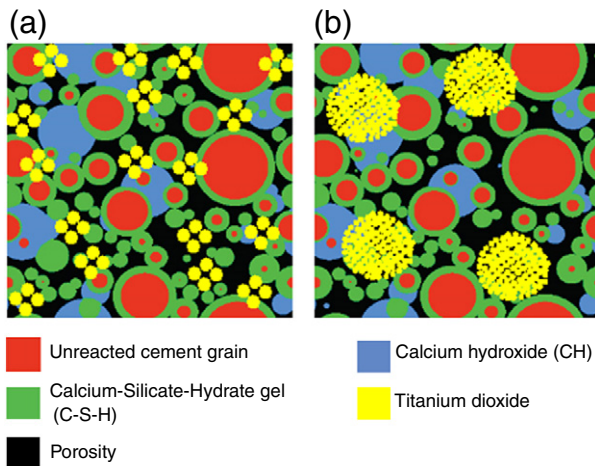 (a)
(b)
Unreacted cement grain
Calcium-Silicate-Hydrate gel
(C-S-H)
Porosity
Calcium hydroxide (CH)
Titanium dioxide